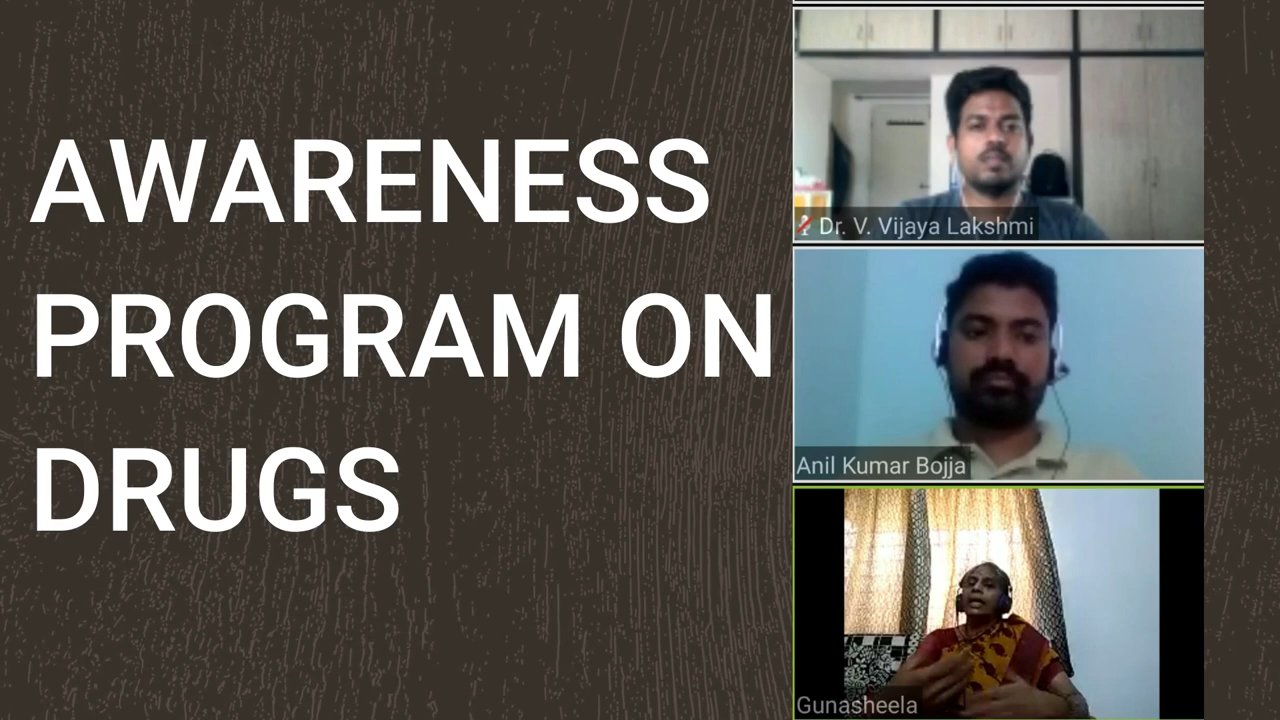 AWARENESS
PROGRAM ON
DRUGS
Dr. V. Vijaya Lakshmi
Anil Kumar Bojja
Gunasheela